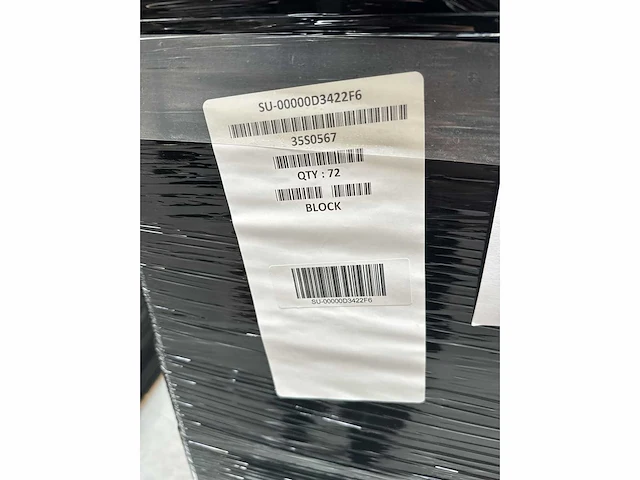 SU-00000D3422F6
35S0567
QTY : 72
BLOCK
SU-00000D3422F6